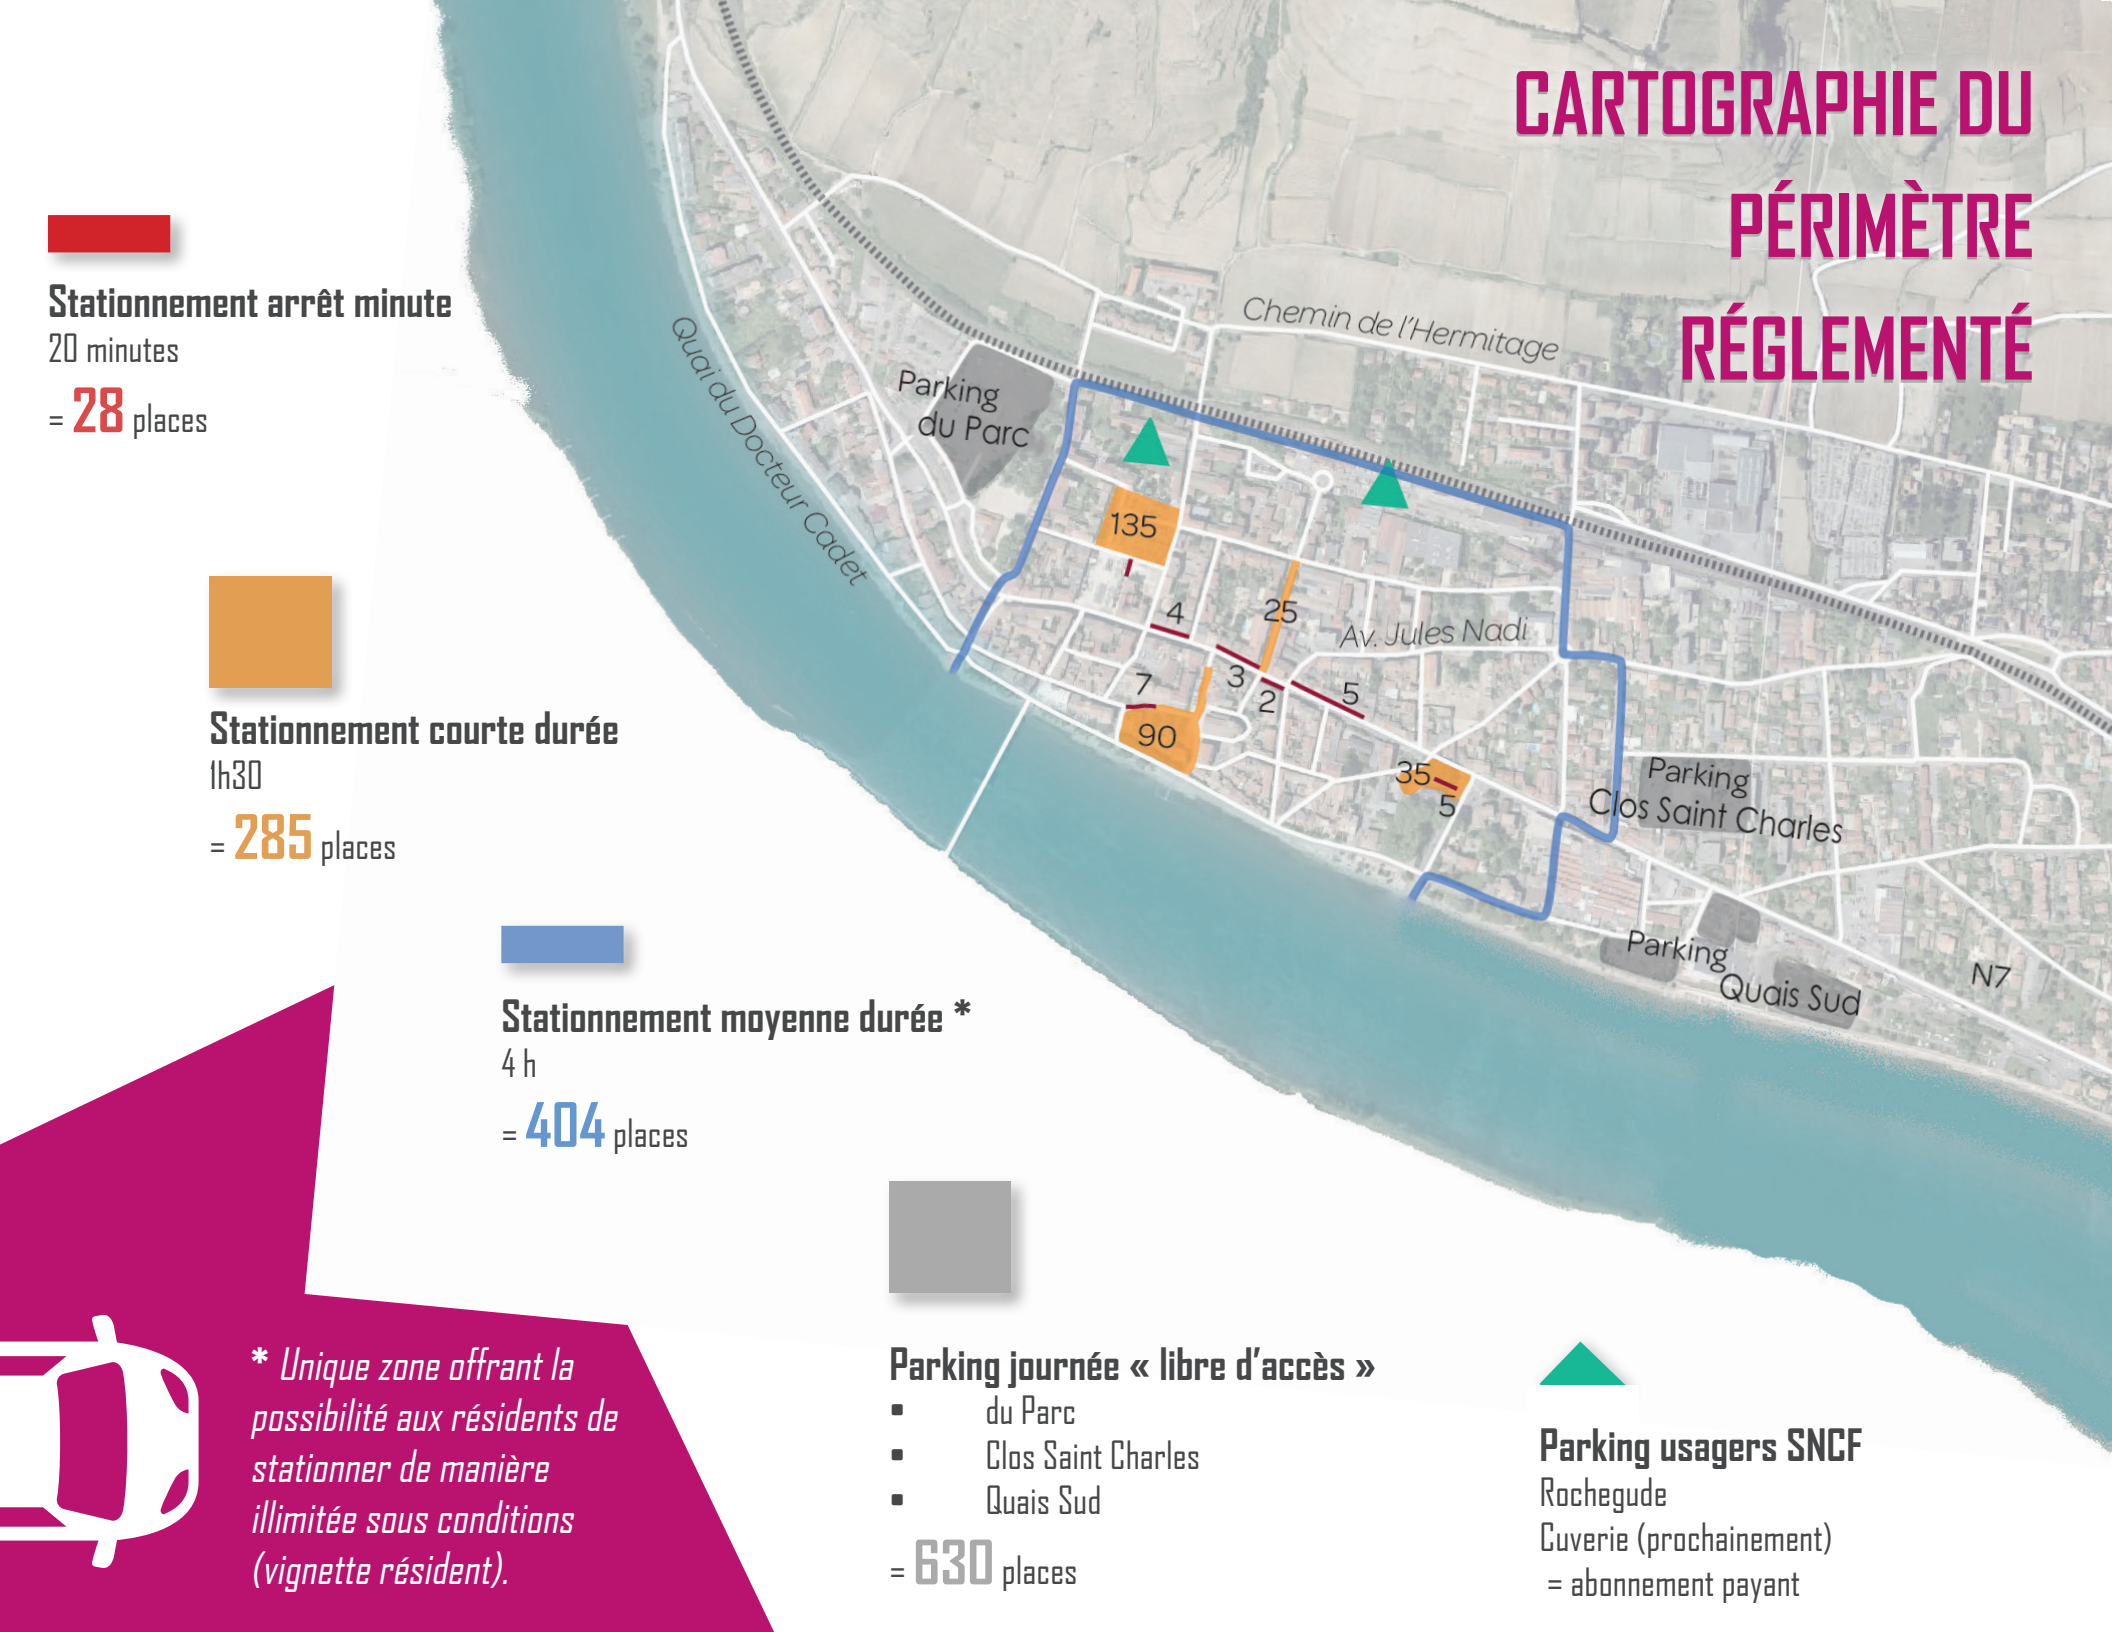 CARTOGRAPHIE DU
PÉRIMÈTRE
RÉGLEMENTÉ
Stationnement arrêt minute
20 minutes
= 28 places
Stationnement courte durée
1h30
= 285 places
Stationnement moyenne durée *
4 h
= 404 places
Parking journée « libre d'accès »
▪ du Parc
▪ Clos Saint Charles
▪ Quais Sud
= 630 places
Parking usagers SNCF
Rochegude
Cuverie (prochainement)
= abonnement payant
* Unique zone offrant la
possibilité aux résidents de
stationner de manière
illimitée sous conditions
(vignette résident).
Quai du Docteur Cadet
Chemin de l'Hermitage
Parking
du Parc
135
4
25
Av. Jules Nadi
3
2
5
7
90
35
5
Parking
Clos Saint Charles
Parking
Quais Sud
N7